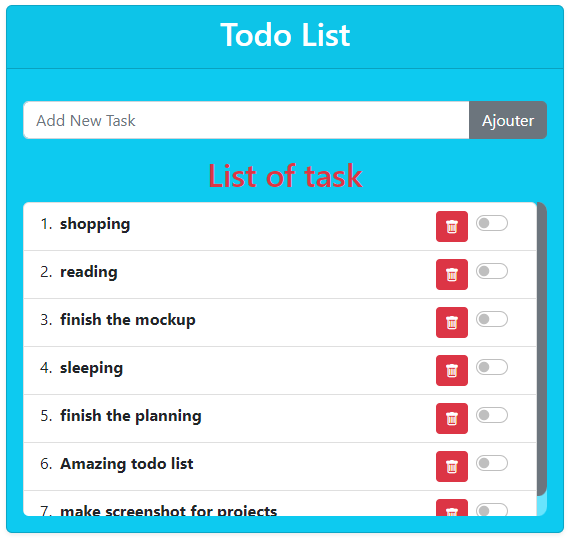 Todo List
Add New Task
Ajouter
List of task
1. shopping
2. reading
3. finish the mockup
4. sleeping
5. finish the planning
6. Amazing todo list
7. make screenshot for projects